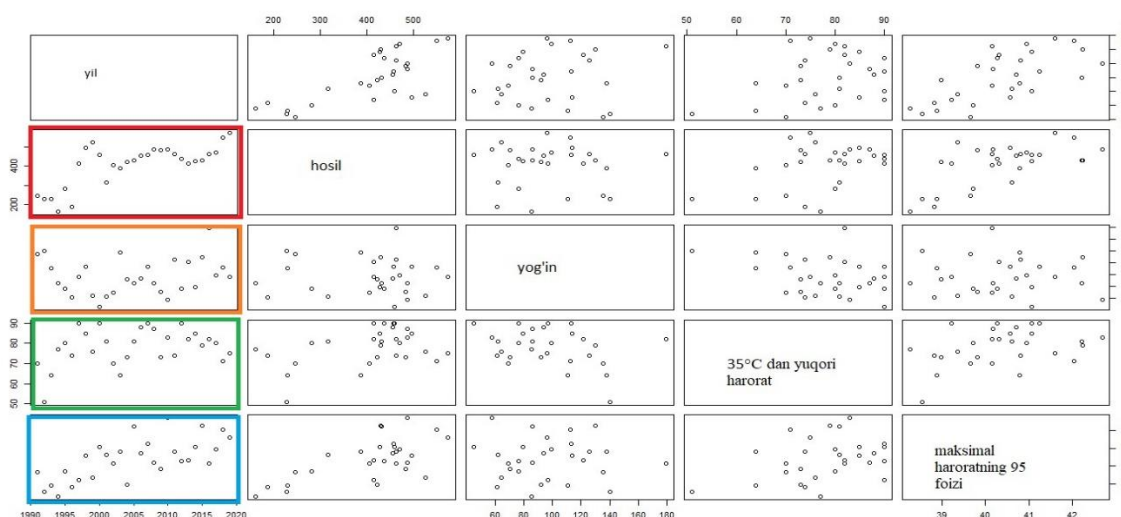 200 300 400 500
50 60 70 80 90
yil
hosil
200 400
yog'in
50 60 70 80 90
35°C dan yuqori
harorat
maksimal
haroratning 95
foizi
1990 1995 2000 2005 2010 2015 2020
60 80 100 120 140 160 180
39 40 41 42